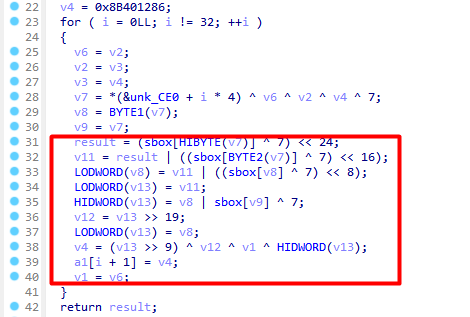 22 v4 = 0x8B401286;
23 for ( i = 0LL; i != 32; ++i )
24 {
25 v6 = v2;
26 v2 = v3;
27 v3 = v4;
28 v7 = *(&unk_CE0 + i * 4) ^ v6 ^ v2 ^ v4 ^ 7;
29 v8 = BYTE1(v7);
30 v9 = v7;
31 result = (sbox[HIBYTE(v7)] ^ 7) << 24;
32 v11 = result | ((sbox[BYTE2(v7)] ^ 7) << 16);
33 LODWORD(v8) = v11 | ((sbox[v8] ^ 7) << 8);
34 LODWORD(v13) = v11;
35 HIDWORD(v13) = v8 | sbox[v9] ^ 7;
36 v12 = v13 >> 19;
37 LODWORD(v13) = v8;
38 v4 = (v13 >> 9) ^ v12 ^ v1 ^ HIDWORD(v13);
39 a1[i + 1] = v4;
40 v1 = v6;
41 }
42 return result;